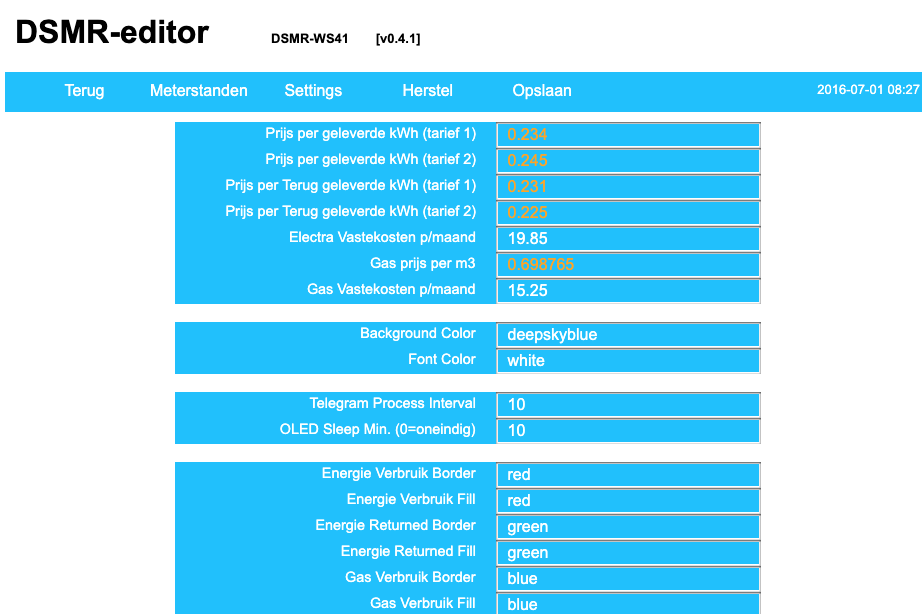 DSMR-editor DSMR-WS41 [v0.4.1]
Terug Meterstanden Settings Herstel Opslaan 2016-07-01 08:27
Prijs per geleverde kWh (tarief 1) 0.234
Prijs per geleverde kWh (tarief 2) 0.245
Prijs per Terug geleverde kWh (tarief 1) 0.231
Prijs per Terug geleverde kWh (tarief 2) 0.225
Electra Vastekosten p/maand 19.85
Gas prijs per m3 0.698765
Gas Vastekosten p/maand 15.25
Background Color deepskyblue
Font Color white
Telegram Process Interval 10
OLED Sleep Min. (0=oneindig) 10
Energie Verbruik Border red
Energie Verbruik Fill red
Energie Returned Border green
Energie Returned Fill green
Gas Verbruik Border blue
Gas Verbruik Fill blue